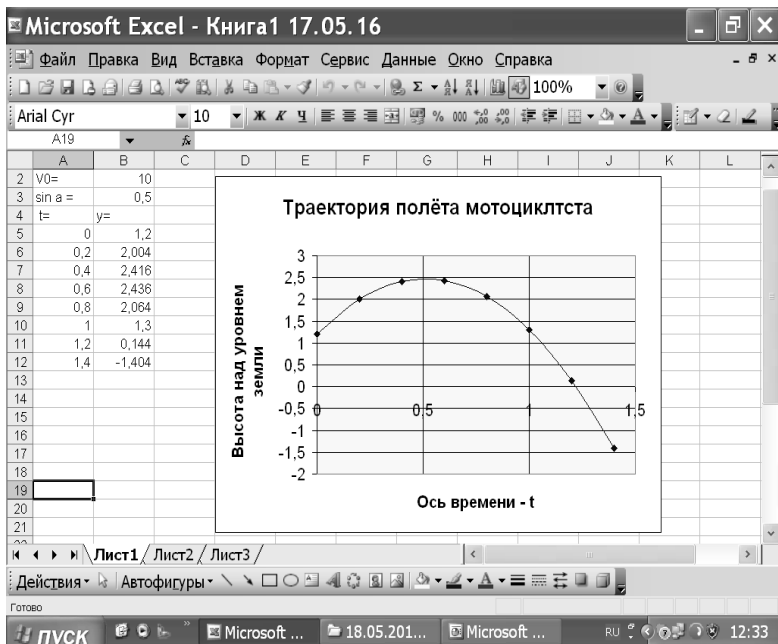 Microsoft Excel - Книга1 17.05.16
Файл Правка Вид Вставка Формат Сервис Данные Окно Справка
100%
Arial Cyr 10 Ж К Ч % 000
A19 fx
A B C D E F G H I J K L
2 V0= 10
3 sin a = 0,5
4 t= y=
5 0 1,2
6 0,2 2,004
7 0,4 2,416
8 0,6 2,436
9 0,8 2,064
10 1 1,3
11 1,2 0,144
12 1,4 -1,404
13
14
15
16
17
18
19
20
21
Траектория полёта мотоциклтста
Высота над уровнем
земли
3
2,5
2
1,5
1
0,5
0
-0,5
-1
-1,5
-2
0 0,5 1 1,5
Ось времени - t
Лист1 Лист2 Лист3
Действия Автофигуры
Готово
пуск Microsoft ... 18.05.201... Microsoft ... RU 12:33